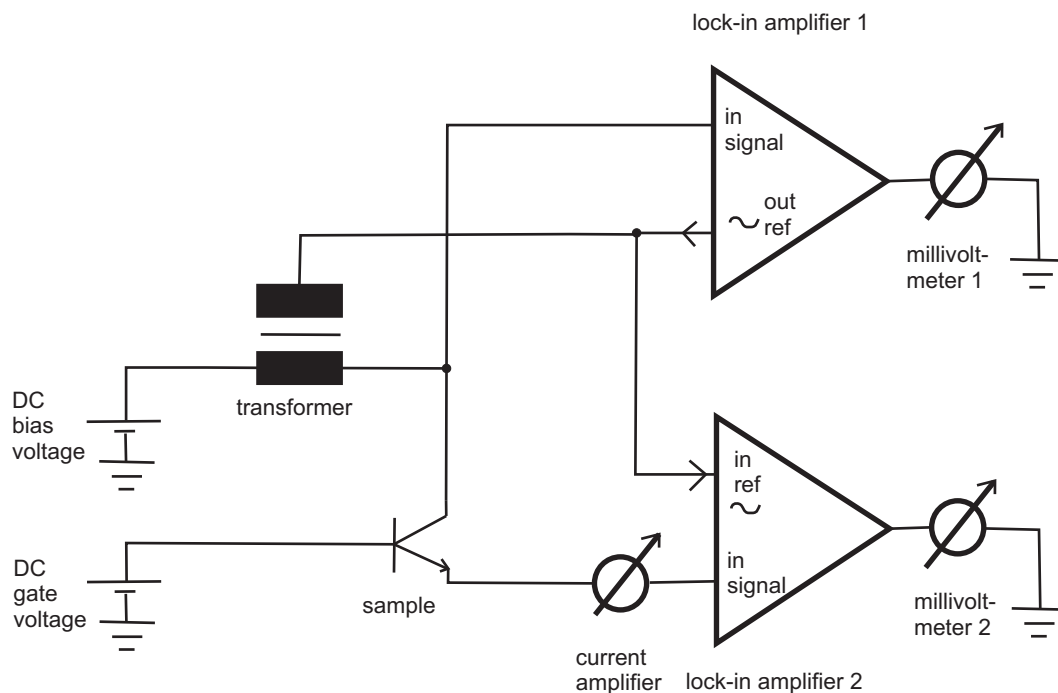 lock-in amplifier 1
in
signal
out
ref
millivolt-
meter 1
transformer
DC
bias
voltage
in
ref
in
signal
DC
gate
voltage
sample
millivolt-
meter 2
current
amplifier
lock-in amplifier 2